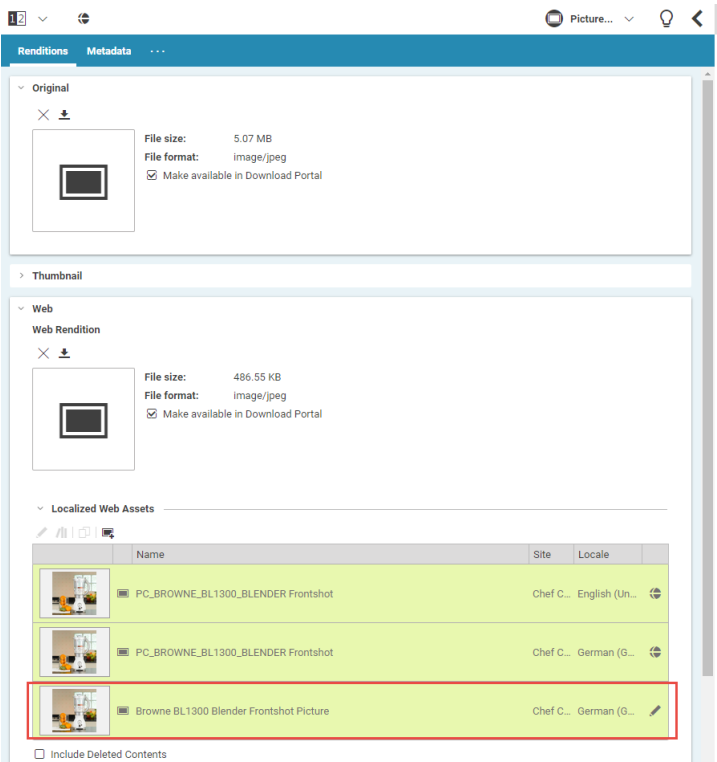 12
Picture...
Renditions Metadata ...
Original
File size: 5.07 MB
File format: image/jpeg
Make available in Download Portal
Thumbnail
Web
Web Rendition
File size: 486.55 KB
File format: image/jpeg
Make available in Download Portal
Localized Web Assets
Name Site Locale
PC_BROWNE_BL1300_BLENDER Frontshot Chef C... English (Un...
PC_BROWNE_BL1300_BLENDER Frontshot Chef C... German (G...
Browne BL1300 Blender Frontshot Picture Chef C... German (G...
Include Deleted Contents